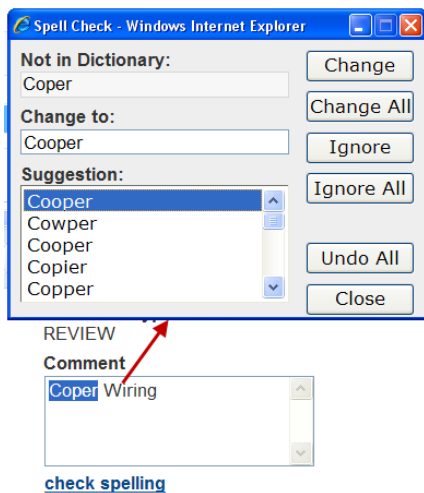 Spell Check - Windows Internet Explorer
Not in Dictionary:
Coper
Change to:
Cooper
Suggestion:
Cooper
Cowper
Cooper
Copier
Copper
Change
Change All
Ignore
Ignore All
Undo All
Close
REVIEW
Comment
Coper Wiring
check spelling